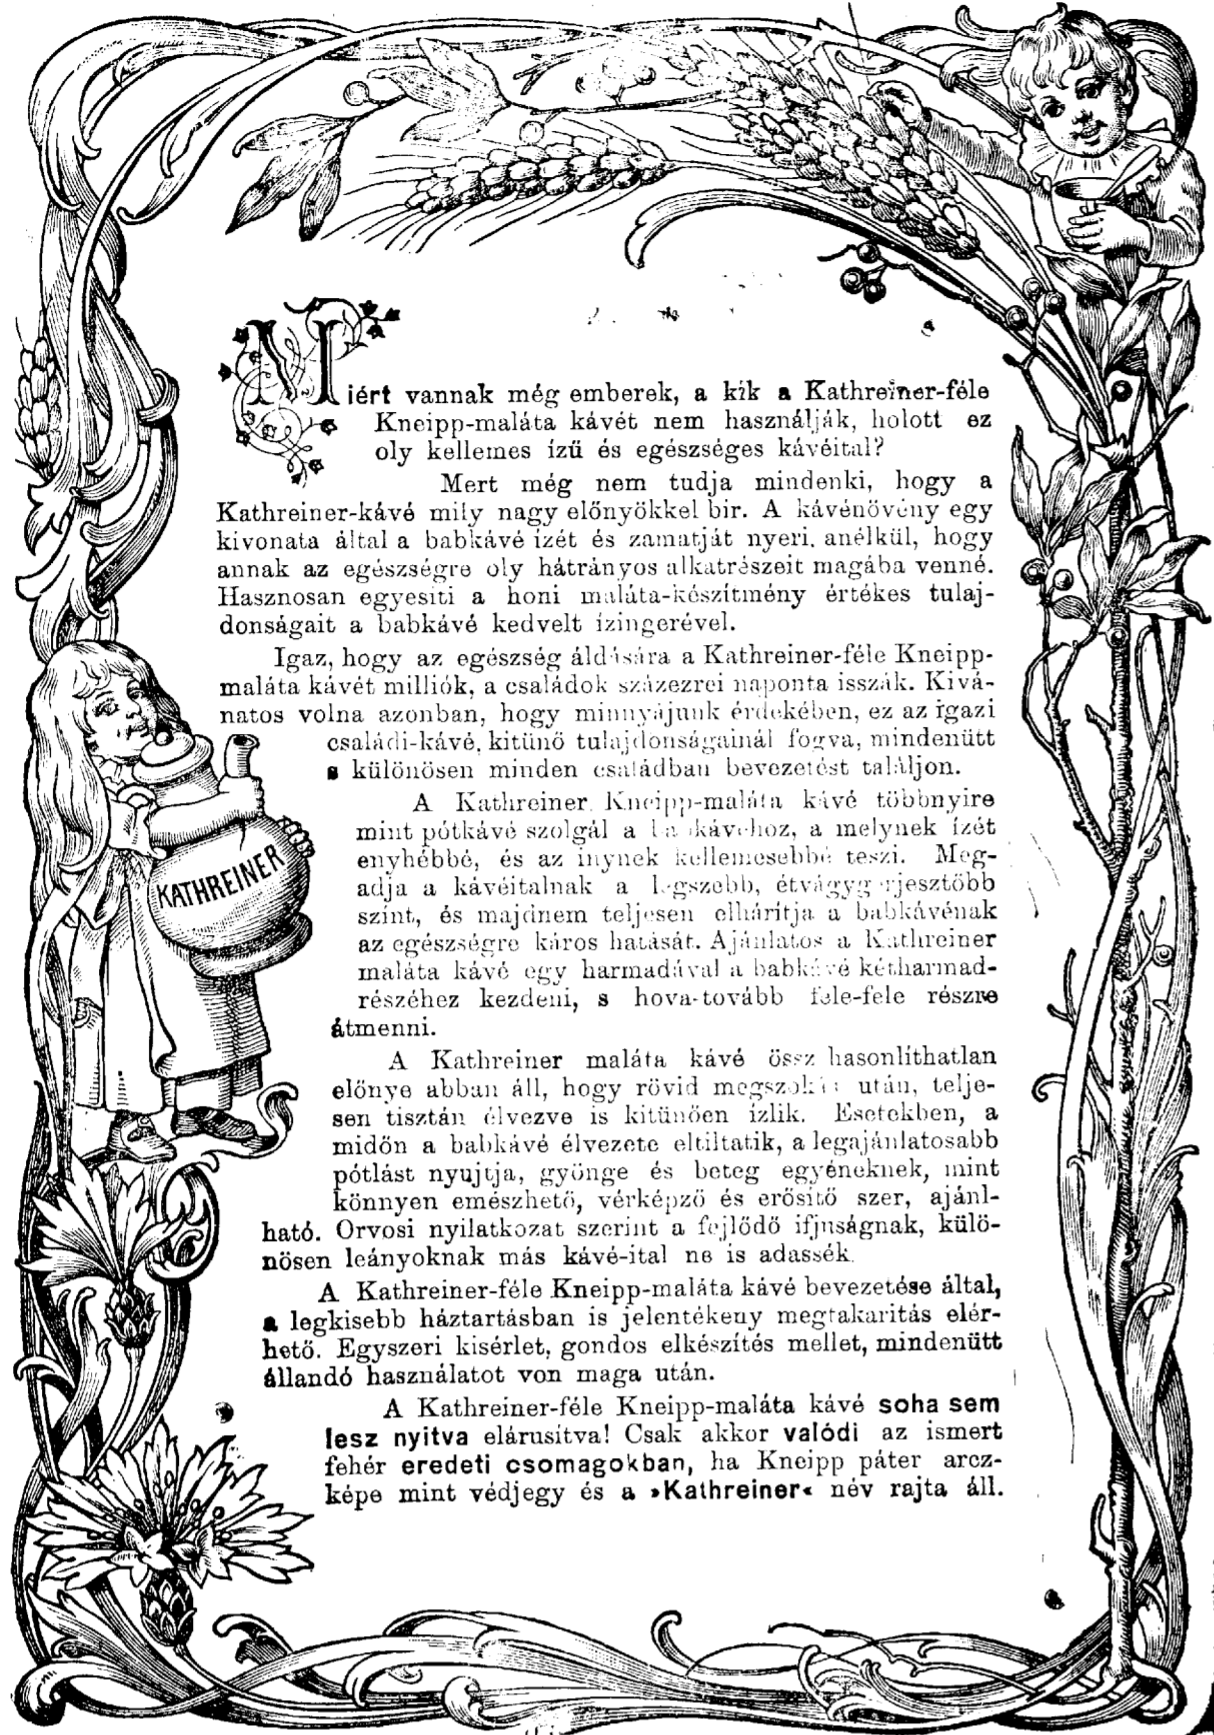 Miért vannak még emberek, a kik a Kathreiner-féle
Kneipp-maláta kávét nem használják, holott ez
oly kellemes ízű és egészséges kávéital?
Mert még nem tudja mindenki, hogy a
Kathreiner-kávé mily nagy előnyökkel bir. A kávénövény egy
kivonata által a babkávé izét és zamatját nyeri, anélkül, hogy
annak az egészségre oly hátrányos alkatrészeit magába venné.
Hasznosan egyesiti a honi maláta-készítmény értékes tulaj-
donságait a babkávé kedvelt ízingerével.
Igaz, hogy az egészség áldására a Kathreiner-féle Kneipp-
maláta kávét milliók, a családok százezrei naponta isszák. Kivá-
natos volna azonban, hogy minnyájunk érdekében, ez az igazi
családi-kávé, kitünő tulajdonságainál fogva, mindenütt
s különösen minden családban bevezetést találjon.
A Kathreiner Kneipp-maláta kávé többnyire
mint pótkávé szolgál a babkávéhoz, a melynek ízét
enyhébbé, és az inynek kellemesebbé teszi. Meg-
adja a kávéitalnak a legszebb, étvágygerjesztöbb
színt, és majdnem teljesen elhárítja a babkávénak
az egészségre káros hatását. Ajánlatos a Kathreiner
maláta kávé egy harmadával a babkávé kétharmad-
részéhez kezdeni, s hova-tovább fele-fele részre
átmenni.
A Kathreiner maláta kávé össz hasonlíthatlan
előnye abban áll, hogy rövid megszokás után, telje-
sen tisztán élvezve is kitünően ízlik. Esetekben, a
midőn a babkávé élvezete eltiltatik, a legajánlatosabb
pótlást nyujtja, gyönge és beteg egyéneknek, mint
könnyen emészhető, vérképző és erősítő szer, ajánl-
ható. Orvosi nyilatkozat szerint a fejlődő ifjuságnak, külö-
nösen leányoknak más kávé-ital ne is adassék.
A Kathreiner-féle Kneipp-maláta kávé bevezetése által,
a legkisebb háztartásban is jelentékeny megtakaritás elér-
hető. Egyszeri kisérlet, gondos elkészítés mellet, mindenütt
állandó használatot von maga után.
A Kathreiner-féle Kneipp-maláta kávé soha sem
lesz nyitva elárusitva! Csak akkor valódi az ismert
fehér eredeti csomagokban, ha Kneipp páter arcz-
képe mint védjegy és a »Kathreiner« név rajta áll.
KATHREINER